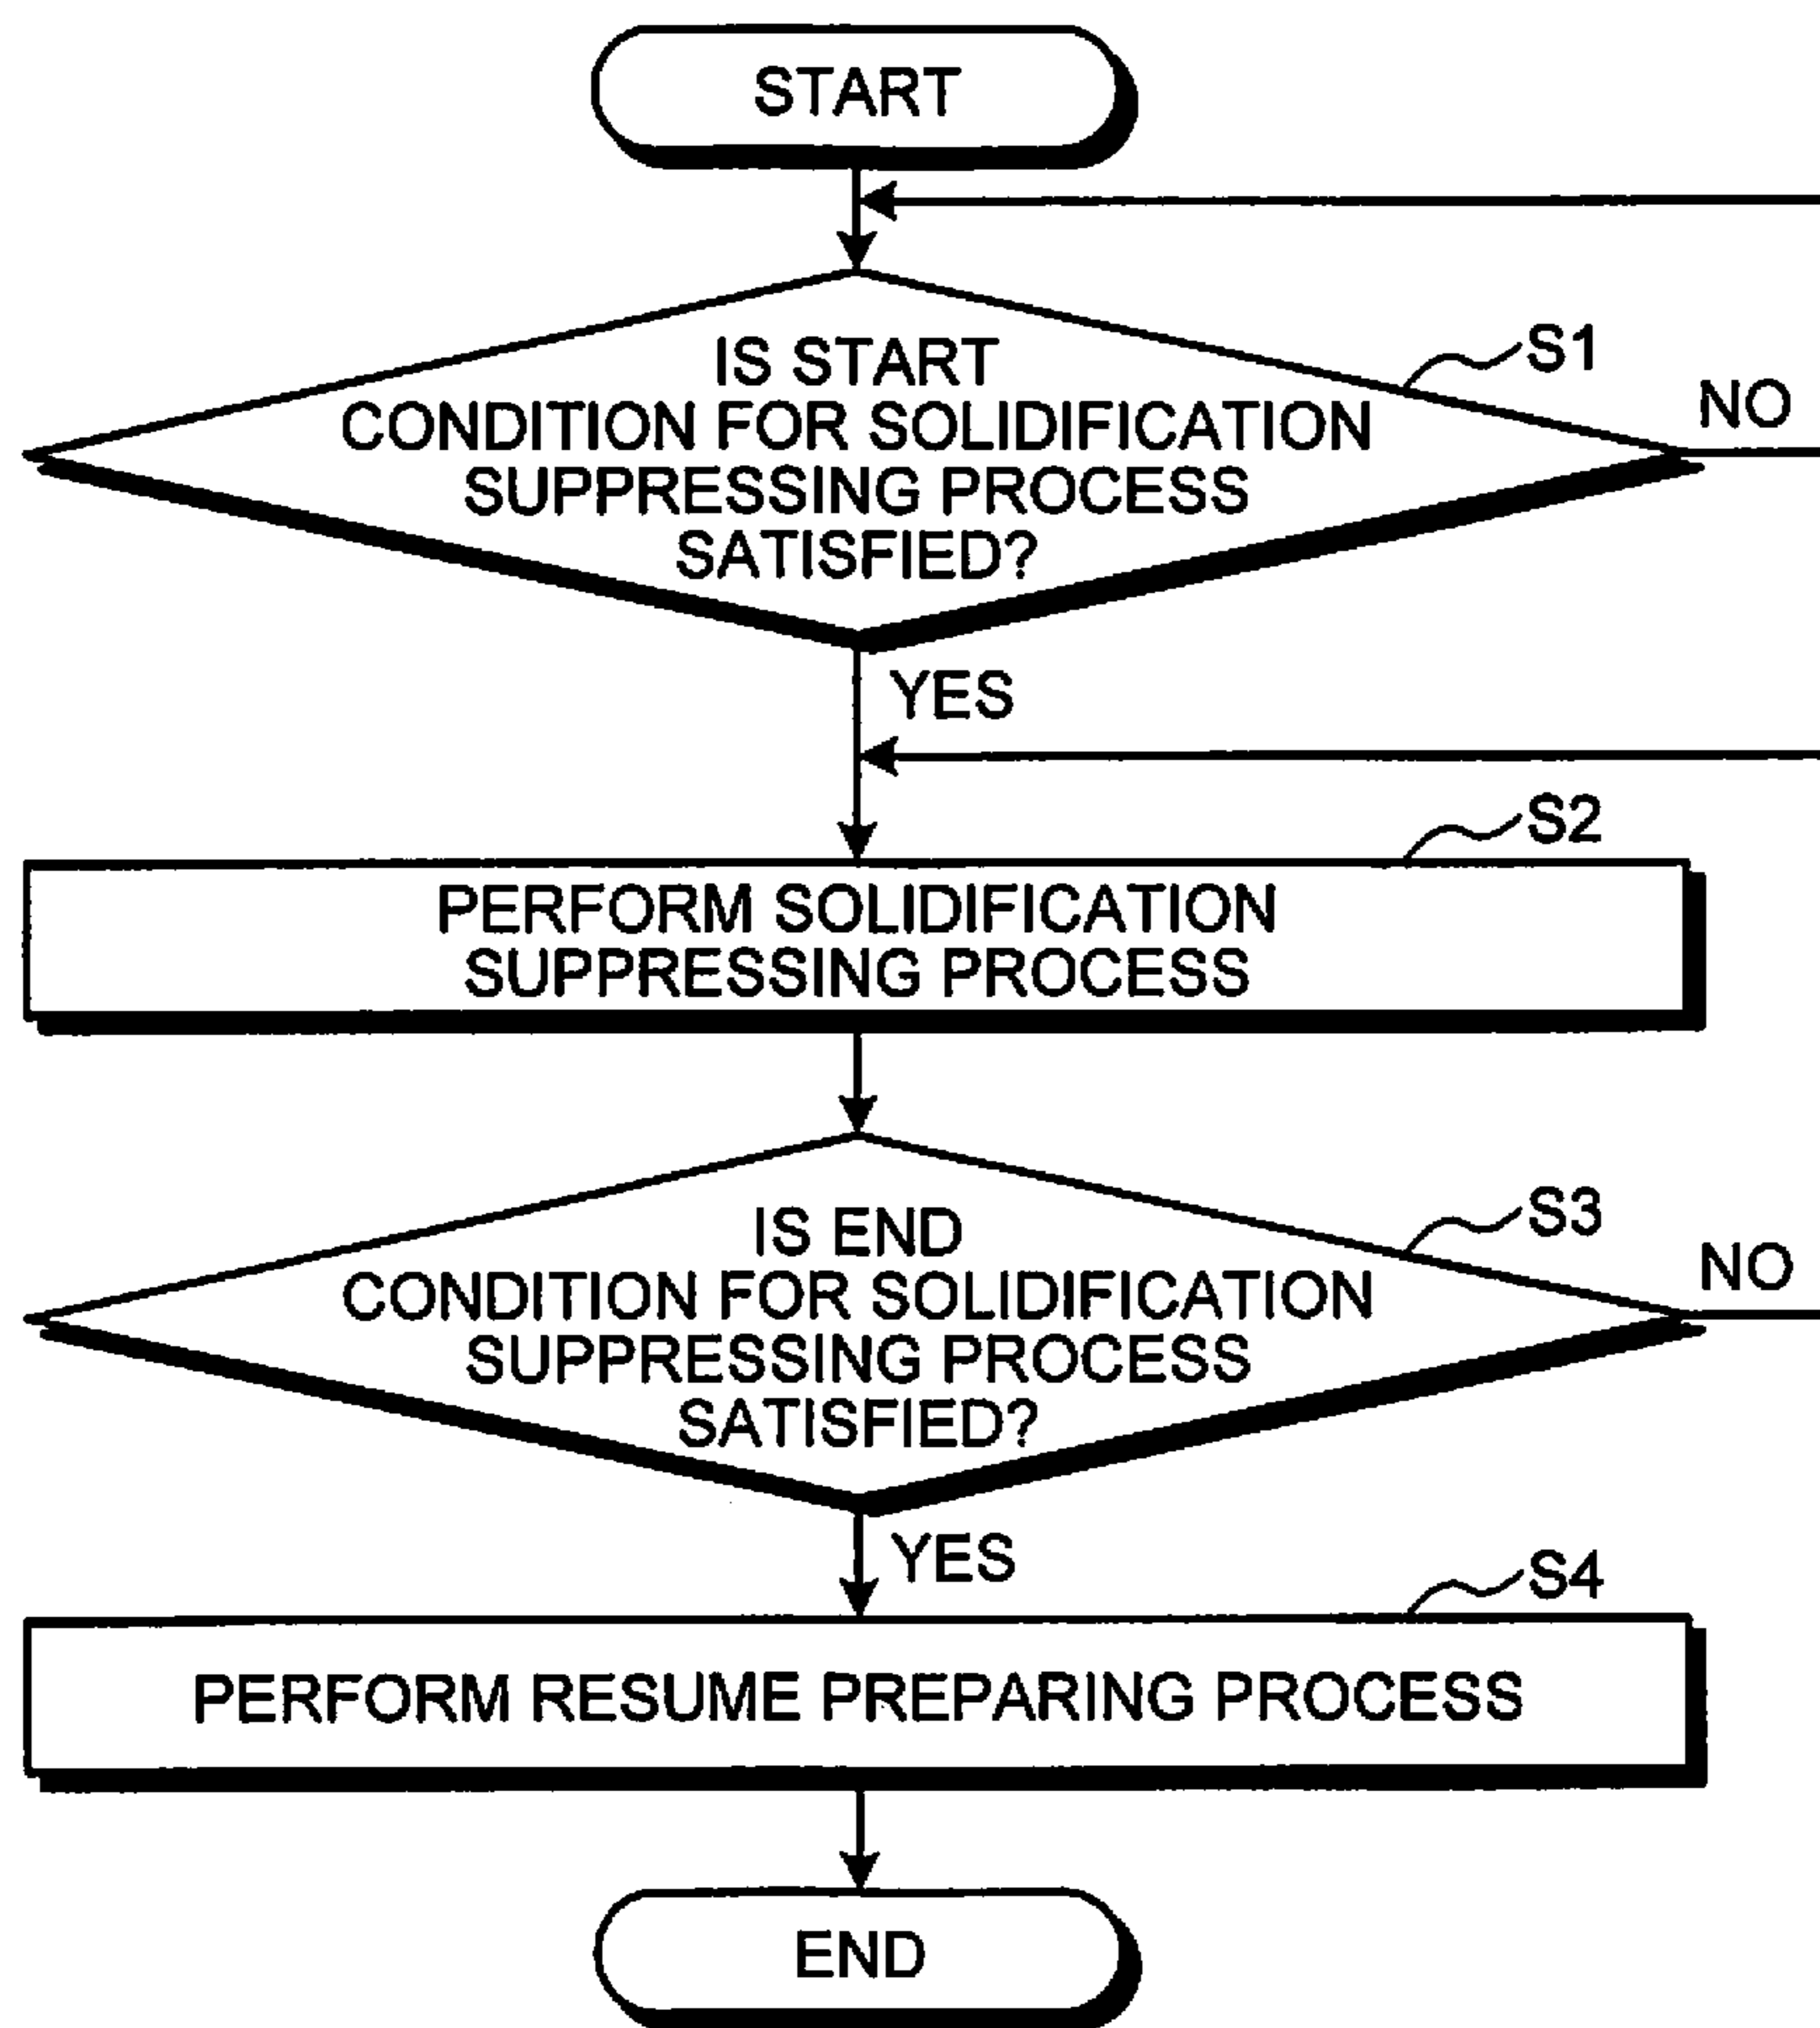 START
IS START
CONDITION FOR SOLIDIFICATION
SUPPRESSING PROCESS
SATISFIED?
S1
NO
YES
S2
PERFORM SOLIDIFICATION
SUPPRESSING PROCESS
IS END
CONDITION FOR SOLIDIFICATION
SUPPRESSING PROCESS
SATISFIED?
S3
NO
YES
S4
PERFORM RESUME PREPARING PROCESS
END